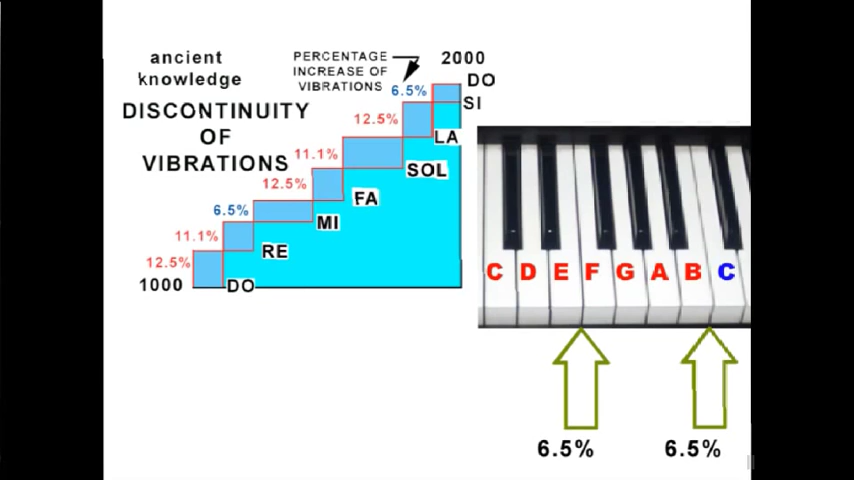 ancient
knowledge
DISCONTINUITY
OF
VIBRATIONS
PERCENTAGE
INCREASE OF
VIBRATIONS
2000
DO
6.5%
SI
12.5%
LA
11.1%
SOL
12.5%
FA
6.5%
MI
11.1%
RE
12.5%
1000
DO
C D E F G A B C
6.5% 6.5%